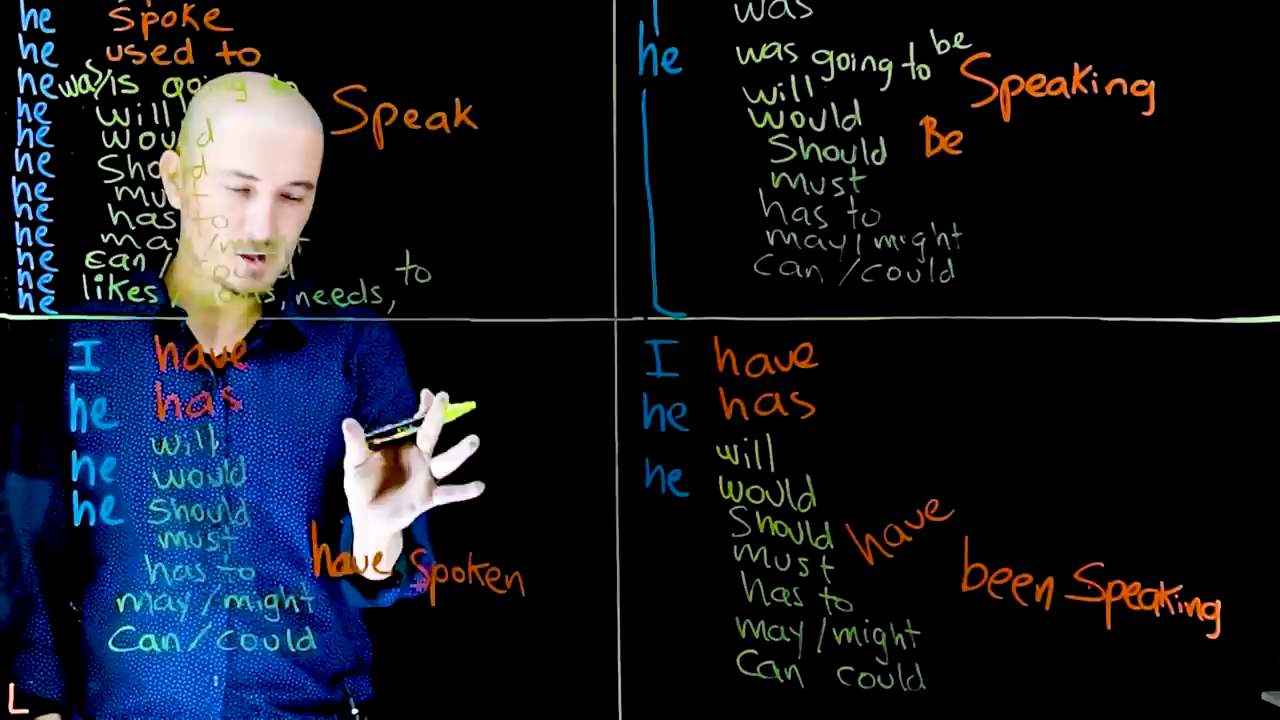 he spoke
he used to
he was/is going to
he will
he would
he Should
he must
he has to
he may/might
he can/could
he likes, needs, to
he
Speak
I was
he was going to be
will
would
Should
must
has to
may/might
can/could
Be
Speaking
I have
he has
will
he would
he Should
must
has to
may/might
Can/could
have spoken
I have
he has
will
he would
Should
must
has to
may/might
Can could
have
been Speaking
L